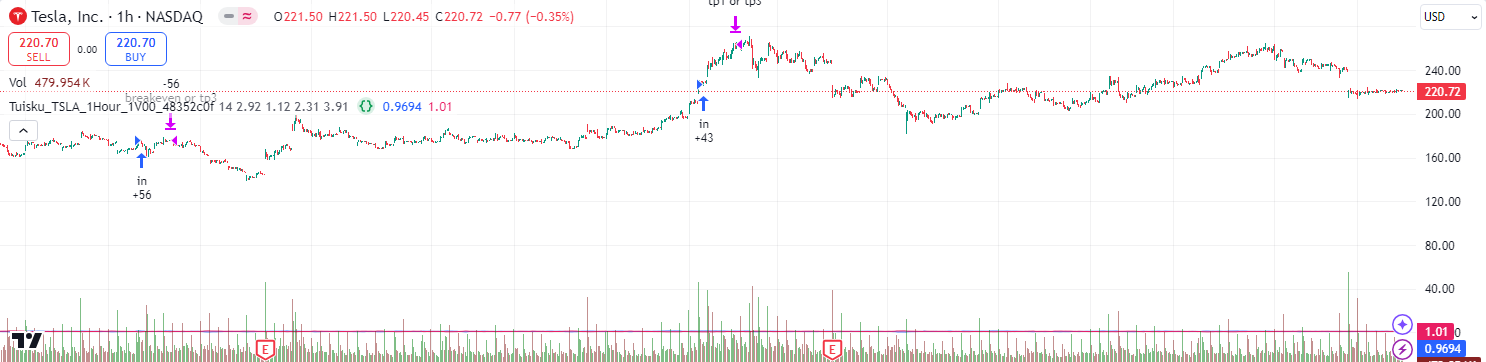 tp1 or tp3
Tesla, Inc. · 1h · NASDAQ O221.50 H221.50 L220.45 C220.72 −0.77 (−0.35%)
USD
220.70 SELL 0.00 220.70 BUY
Vol 479.954 K
-56
breakeven or tp3
Tuisku_TSLA_1Hour_1V00_48352c0f 14 2.92 1.12 2.31 3.91 {} 0.9694 1.01
in
+56
in
+43
240.00
220.72
200.00
160.00
120.00
80.00
40.00
1.01
0.9694
E
E